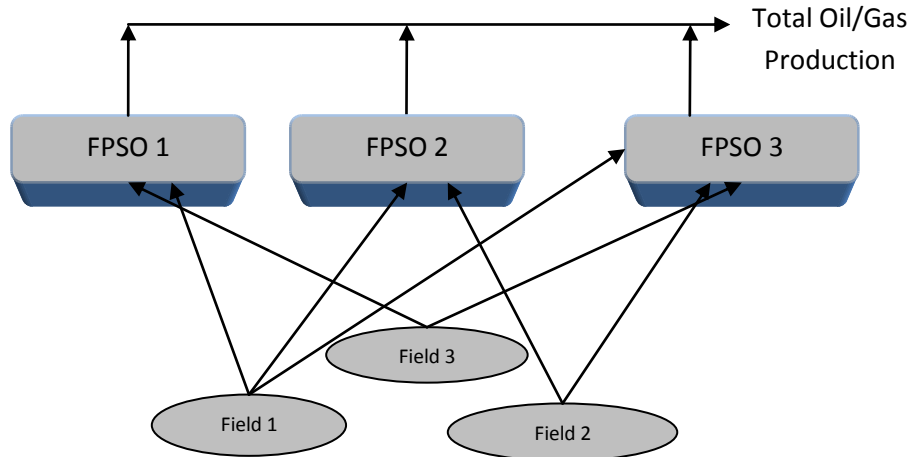 Total Oil/Gas
Production
FPSO 1
FPSO 2
FPSO 3
Field 3
Field 1
Field 2